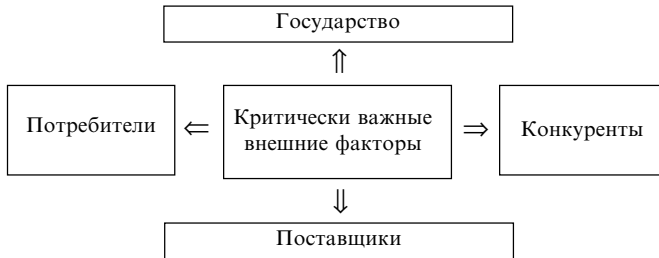 Государство
Потребители
Критически важные
внешние факторы
Конкуренты
Поставщики